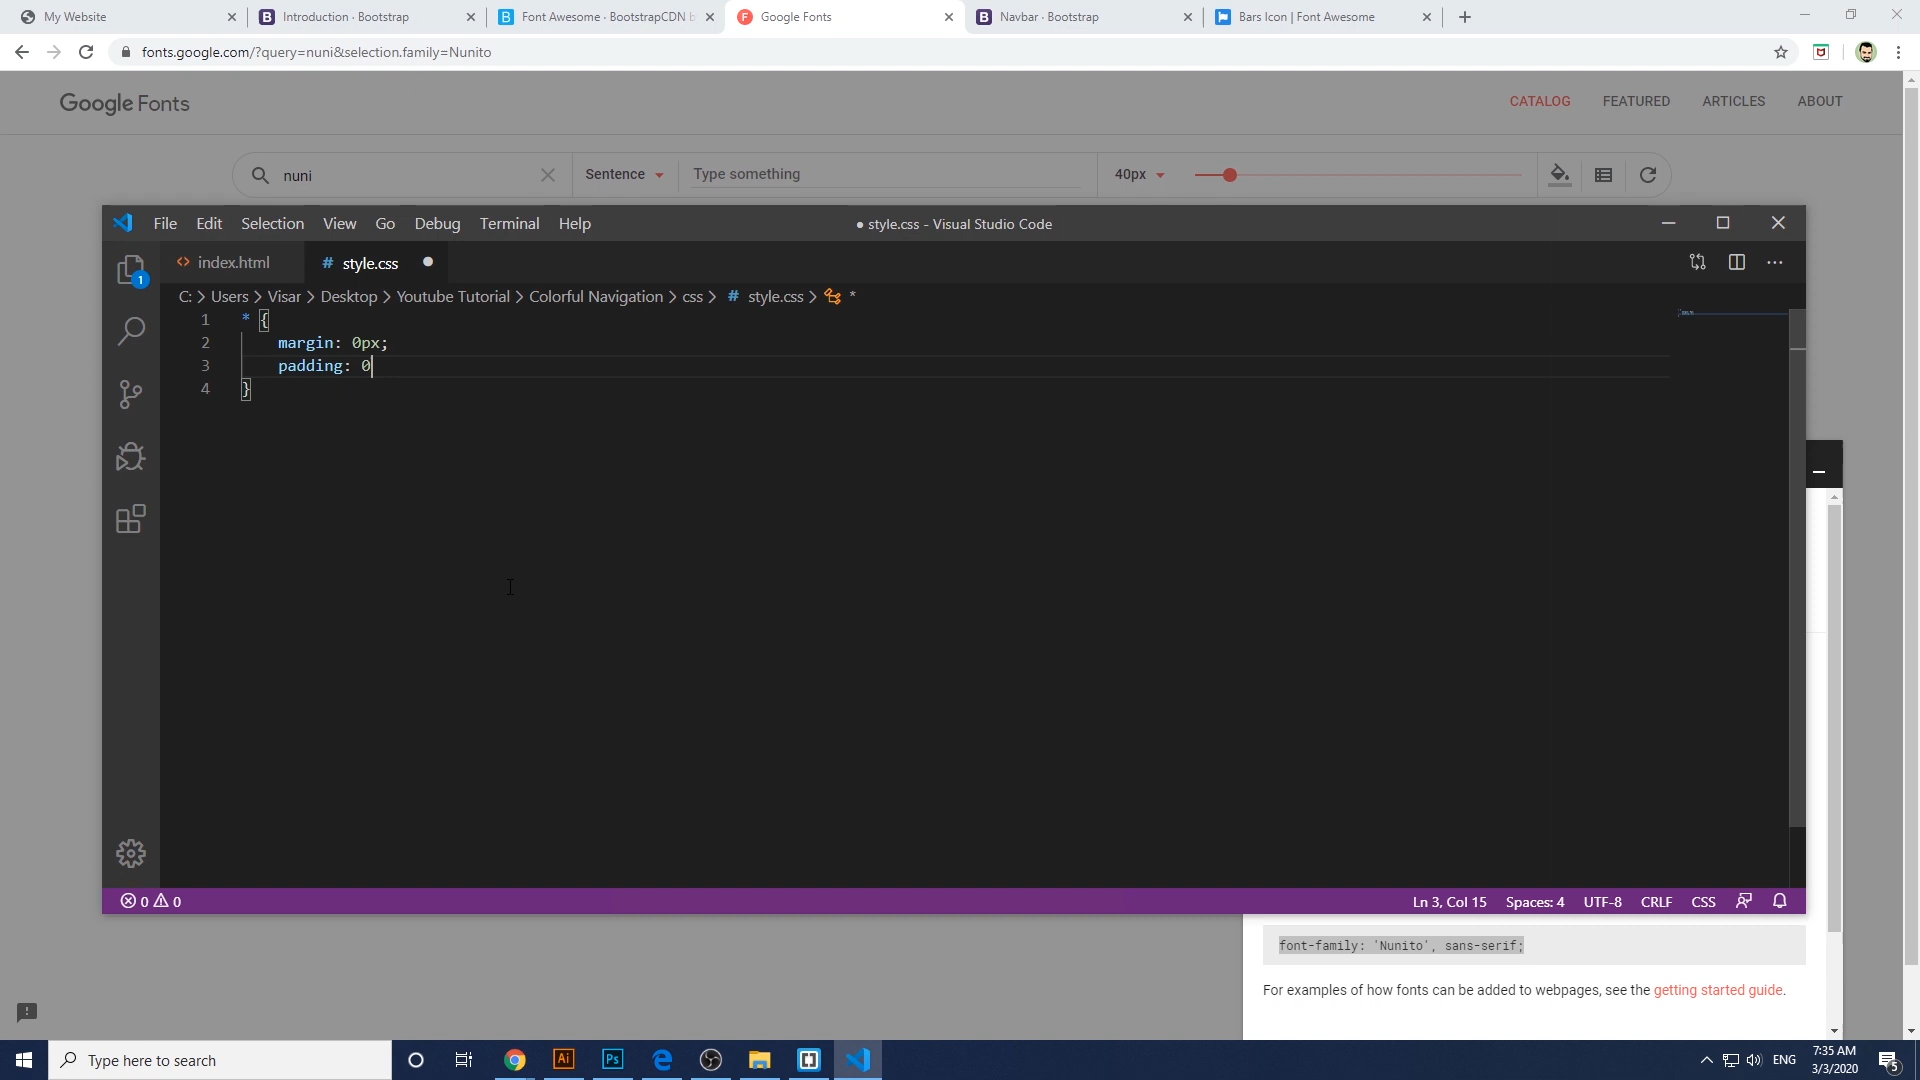 My Website
Introduction · Bootstrap
Font Awesome · BootstrapCDN b
Google Fonts
Navbar · Bootstrap
Bars Icon | Font Awesome
fonts.google.com/?query=nuni&selection.family=Nunito
Google Fonts
CATALOG
FEATURED
ARTICLES
ABOUT
nuni
Sentence
Type something
40px
File Edit Selection View Go Debug Terminal Help
● style.css - Visual Studio Code
index.html
# style.css ●
1
C: > Users > Visar > Desktop > Youtube Tutorial > Colorful Navigation > css > # style.css > *
1 * {
2 margin: 0px;
3 padding: 0
4 }
0 0
Ln 3, Col 15
Spaces: 4
UTF-8
CRLF
CSS
font-family: 'Nunito', sans-serif;
For examples of how fonts can be added to webpages, see the getting started guide.
Type here to search
Ai
Ps
ENG
7:35 AM
3/3/2020
5